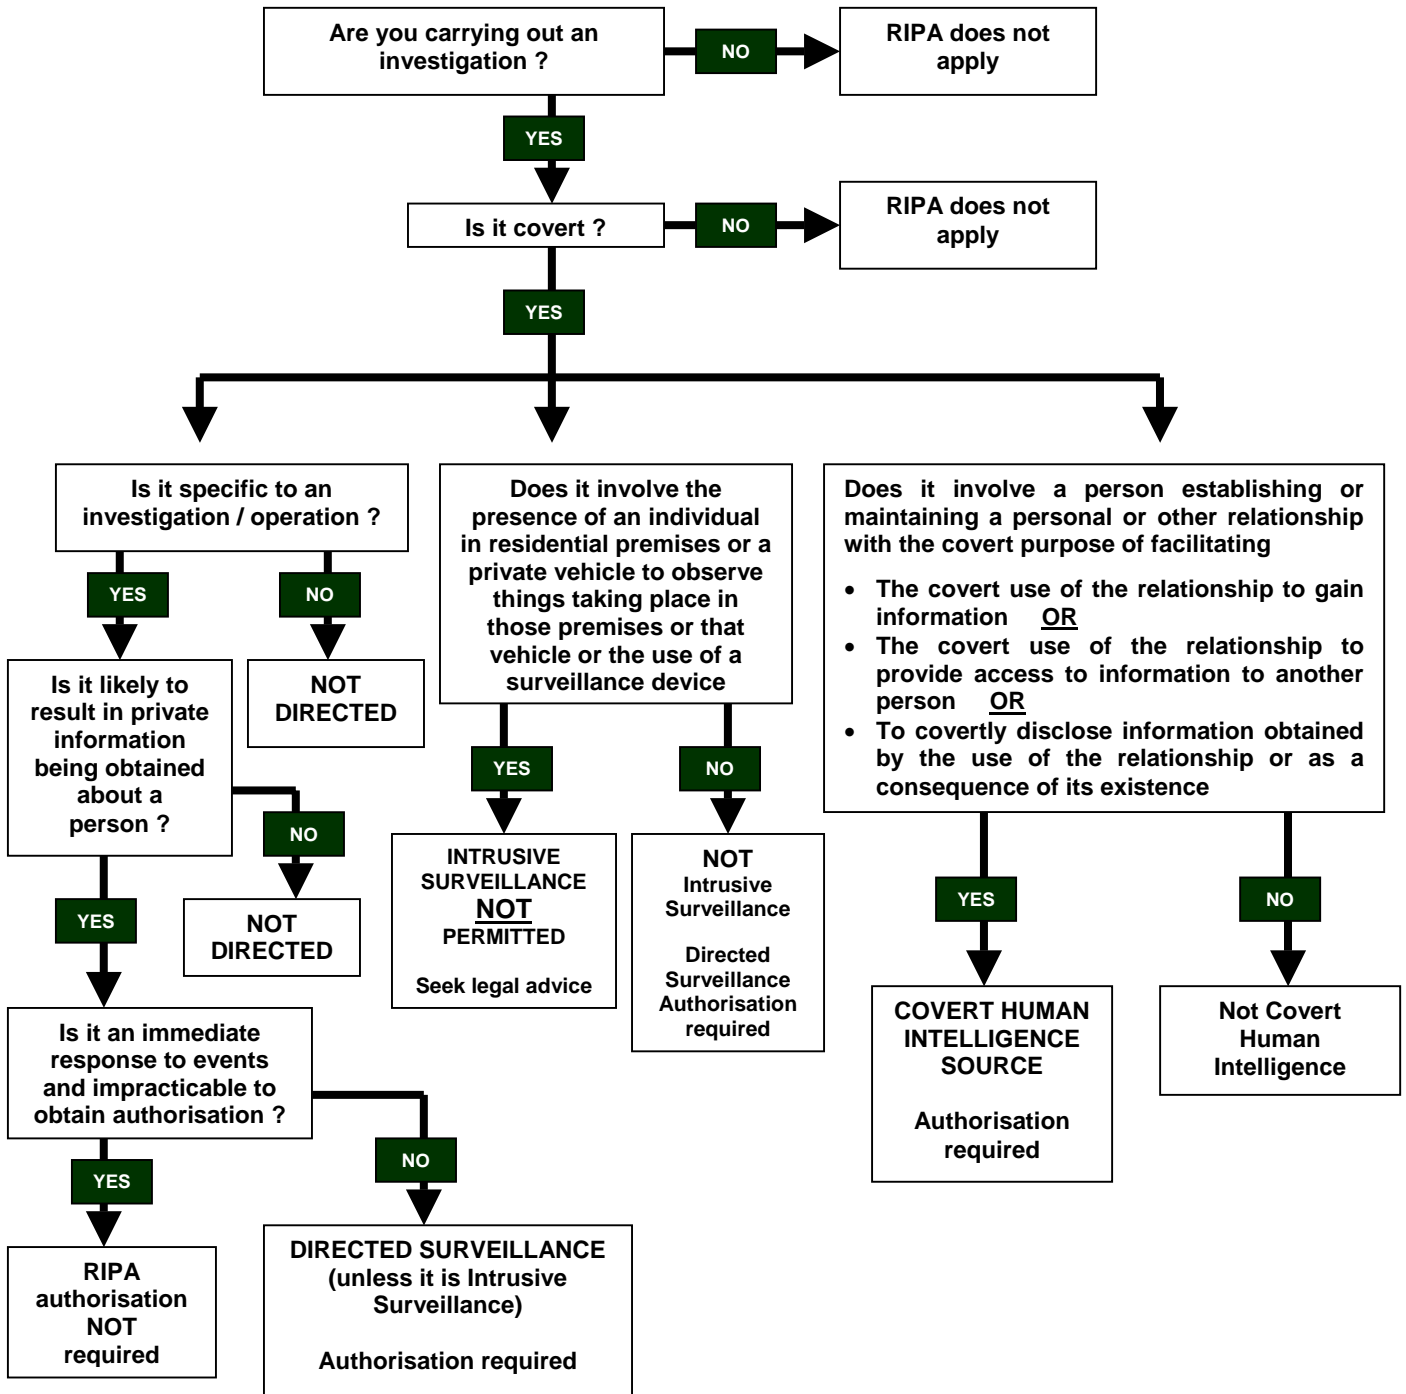 Are you carrying out an
investigation ?
NO
RIPA does not
apply
YES
Is it covert ?
NO
RIPA does not
apply
YES
Is it specific to an
investigation / operation ?
YES
NO
NOT
DIRECTED
Is it likely to
result in private
information
being obtained
about a
person ?
NO
NOT
DIRECTED
YES
Is it an immediate
response to events
and impracticable to
obtain authorisation ?
YES
RIPA
authorisation
NOT
required
NO
DIRECTED SURVEILLANCE
(unless it is Intrusive
Surveillance)
Authorisation required
Does it involve the
presence of an individual
in residential premises or a
private vehicle to observe
things taking place in
those premises or that
vehicle or the use of a
surveillance device
YES
INTRUSIVE
SURVEILLANCE
NOT
PERMITTED
Seek legal advice
NO
NOT
Intrusive
Surveillance
Directed
Surveillance
Authorisation
required
Does it involve a person establishing or
maintaining a personal or other relationship
with the covert purpose of facilitating
• The covert use of the relationship to gain
information OR
• The covert use of the relationship to
provide access to information to another
person OR
• To covertly disclose information obtained
by the use of the relationship or as a
consequence of its existence
YES
COVERT HUMAN
INTELLIGENCE
SOURCE
Authorisation
required
NO
Not Covert
Human
Intelligence